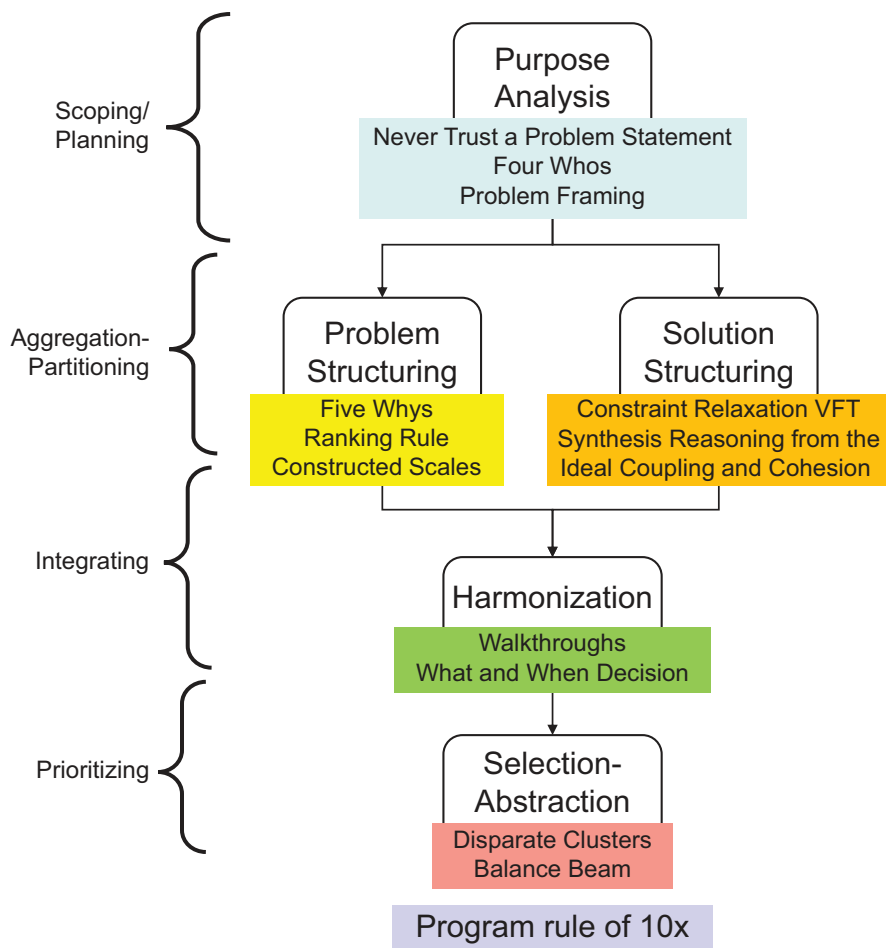 Scoping/
Planning
Purpose
Analysis
Never Trust a Problem Statement
Four Whos
Problem Framing
Aggregation-
Partitioning
Problem
Structuring
Five Whys
Ranking Rule
Constructed Scales
Solution
Structuring
Constraint Relaxation VFT
Synthesis Reasoning from the
Ideal Coupling and Cohesion
Integrating
Harmonization
Walkthroughs
What and When Decision
Prioritizing
Selection-
Abstraction
Disparate Clusters
Balance Beam
Program rule of 10x